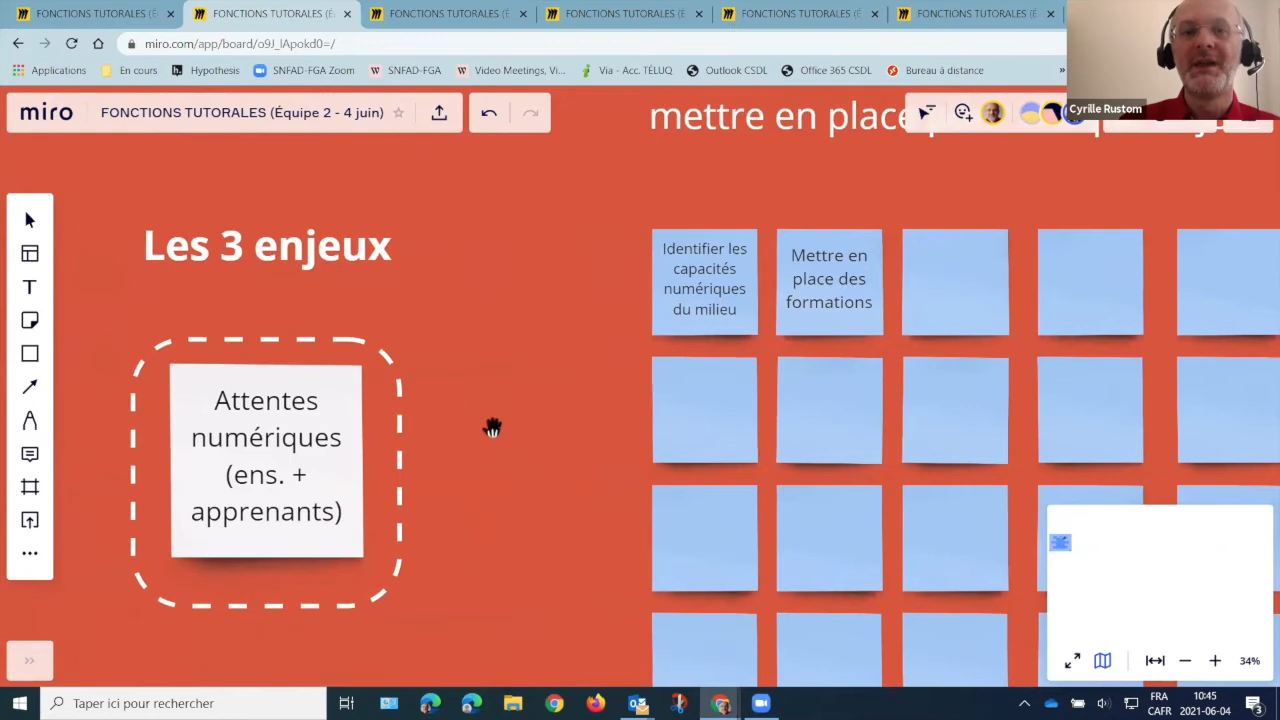 FONCTIONS TUTORALES (É
FONCTIONS TUTORALES (É
FONCTIONS TUTORALES (É
FONCTIONS TUTORALES (É
FONCTIONS TUTORALES (É
FONCTIONS TUTORALES (É
miro.com/app/board/o9J_lApokd0=/
Applications
En cours
Hypothesis
SNFAD-FGA Zoom
SNFAD-FGA
Video Meetings, Vi...
Via - Acc. TÉLUQ
Outlook CSDL
Office 365 CSDL
Bureau à distance
»
Cyrille Rustom
miro
FONCTIONS TUTORALES (Équipe 2 - 4 juin)
mettre en place
Les 3 enjeux
Attentes
numériques
(ens. +
apprenants)
Identifier les
capacités
numériques
du milieu
Mettre en
place des
formations
34%
Taper ici pour rechercher
FRA
CAFR
10:45
2021-06-04
3